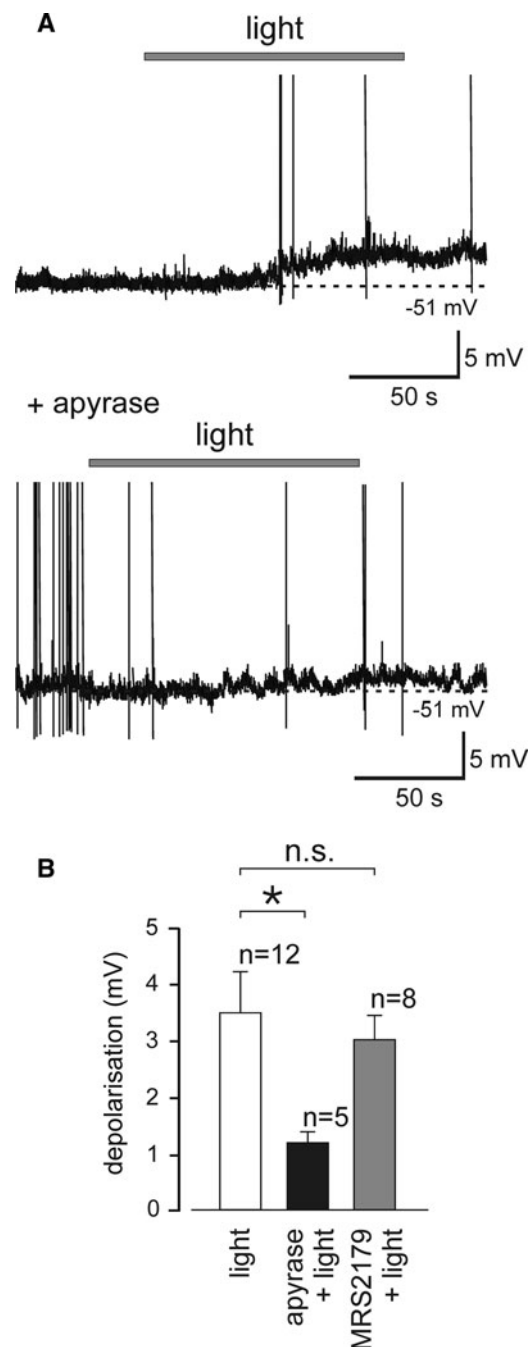 A
light
-51 mV
5 mV
50 s
+ apyrase
light
-51 mV
5 mV
50 s
B
n.s.
*
n=12
n=8
n=5
depolarisation (mV)
5
4
3
2
1
0
light
apyrase
+ light
MRS2179
+ light